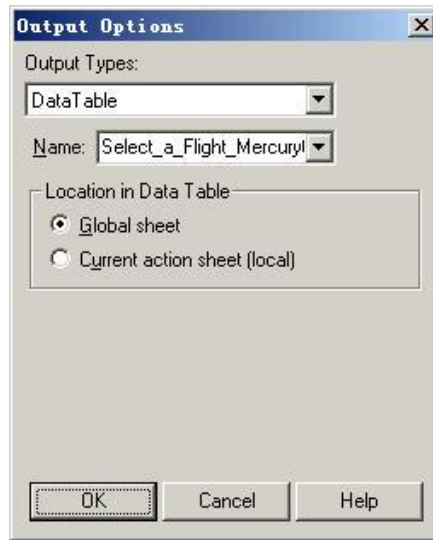 Output Options
Output Types:
DataTable
Name: Select_a_Flight_Mercury
Location in Data Table
Global sheet
Current action sheet (local)
OK Cancel Help